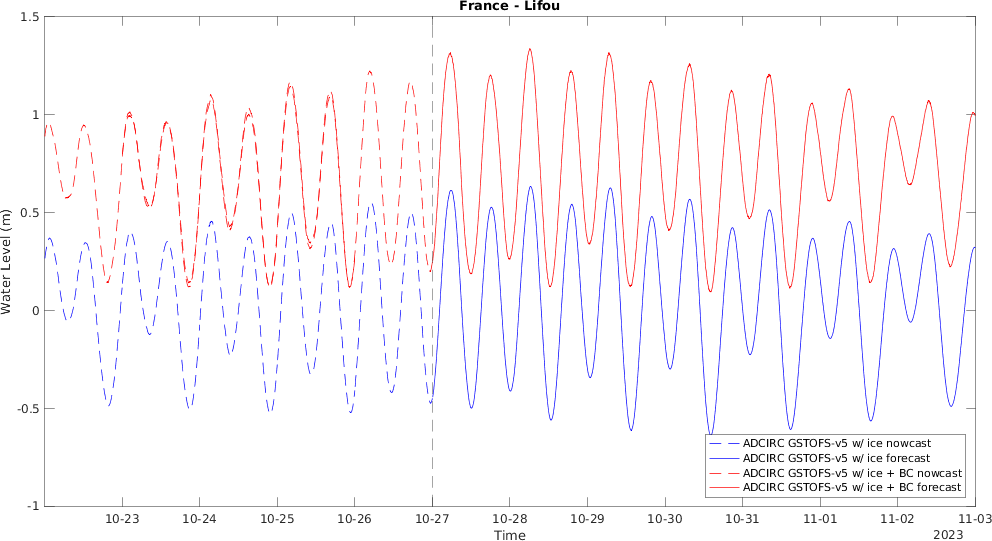 France - Lifou
1.5
1
0.5
0
-0.5
-1
Water Level (m)
ADCIRC GSTOFS-v5 w/ ice nowcast
ADCIRC GSTOFS-v5 w/ ice forecast
ADCIRC GSTOFS-v5 w/ ice + BC nowcast
ADCIRC GSTOFS-v5 w/ ice + BC forecast
10-23 10-24 10-25 10-26 10-27 10-28 10-29 10-30 10-31 11-01 11-02 11-03
Time
2023